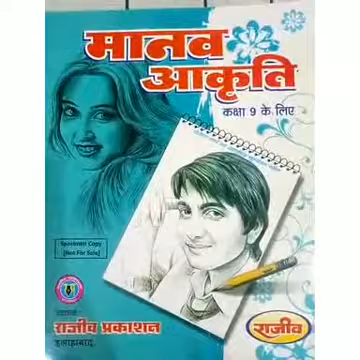 मानव
आकृति
कक्षा 9 के लिए
Specimen Copy
[Not For Sale]
राजीव प्रकाशन
इलाहाबाद
राजीव